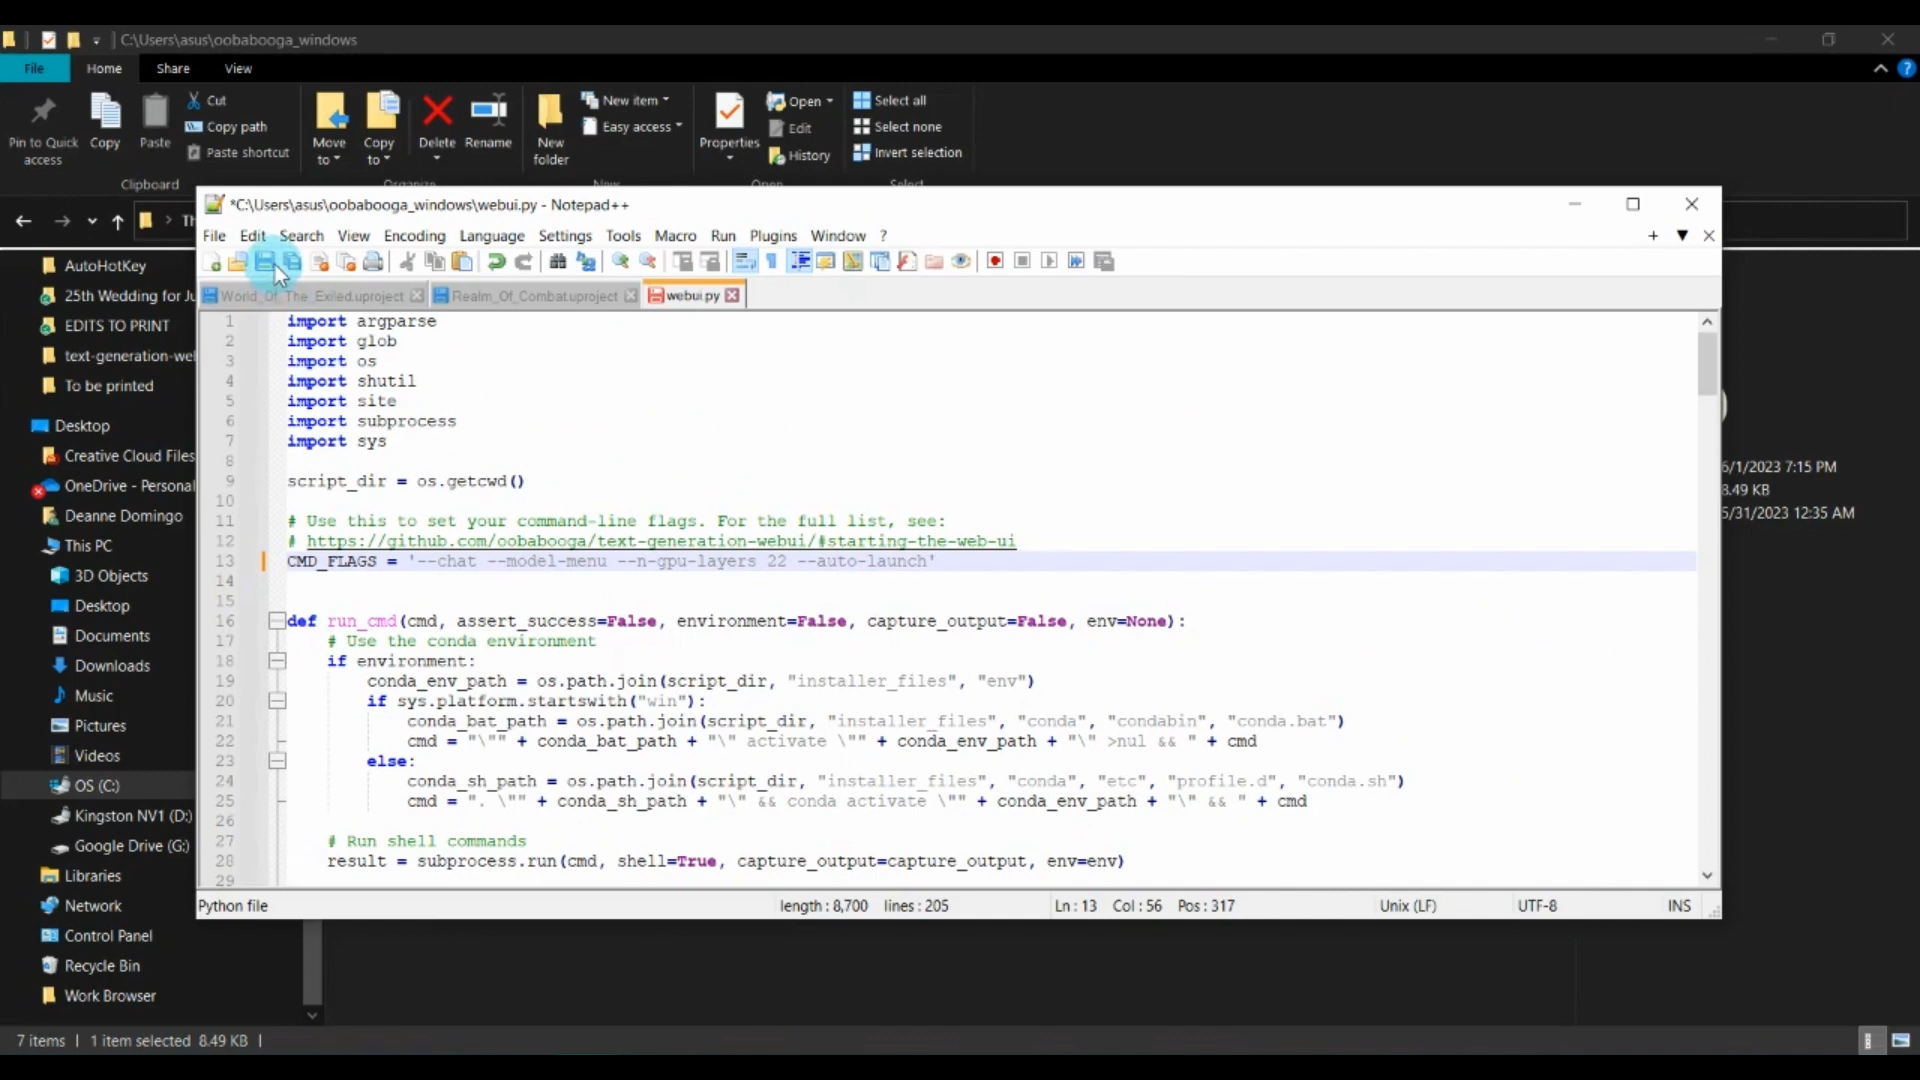 C:\Users\asus\oobabooga_windows
File Home Share View
Pin to Quick access
Copy
Paste
Cut
Copy path
Paste shortcut
Move to
Copy to
Delete
Rename
New folder
New item
Easy access
Properties
Open
Edit
History
Select all
Select none
Invert selection
Clipboard Organize New Open Select
*C:\Users\asus\oobabooga_windows\webui.py - Notepad++
File Edit Search View Encoding Language Settings Tools Macro Run Plugins Window ?
World_Of_The_Exiled.uproject Realm_Of_Combat.uproject webui.py
1 import argparse
2 import glob
3 import os
4 import shutil
5 import site
6 import subprocess
7 import sys
8
9 script_dir = os.getcwd()
10
11 # Use this to set your command-line flags. For the full list, see:
12 # https://github.com/oobabooga/text-generation-webui/#starting-the-web-ui
13 CMD_FLAGS = '--chat --model-menu --n-gpu-layers 22 --auto-launch'
14
15
16 def run_cmd(cmd, assert_success=False, environment=False, capture_output=False, env=None):
17 # Use the conda environment
18 if environment:
19 conda_env_path = os.path.join(script_dir, "installer_files", "env")
20 if sys.platform.startswith("win"):
21 conda_bat_path = os.path.join(script_dir, "installer_files", "conda", "condabin", "conda.bat")
22 cmd = "\"" + conda_bat_path + "\" activate \"" + conda_env_path + "\" >nul && " + cmd
23 else:
24 conda_sh_path = os.path.join(script_dir, "installer_files", "conda", "etc", "profile.d", "conda.sh")
25 cmd = ". \"" + conda_sh_path + "\" && conda activate \"" + conda_env_path + "\" && " + cmd
26
27 # Run shell commands
28 result = subprocess.run(cmd, shell=True, capture_output=capture_output, env=env)
29
Python file length : 8,700 lines : 205 Ln : 13 Col : 56 Pos : 317 Unix (LF) UTF-8 INS
AutoHotKey
25th Wedding for Ju
EDITS TO PRINT
text-generation-wel
To be printed
Desktop
Creative Cloud Files
OneDrive - Personal
Deanne Domingo
This PC
3D Objects
Desktop
Documents
Downloads
Music
Pictures
Videos
OS (C:)
Kingston NV1 (D:)
Google Drive (G:)
Libraries
Network
Control Panel
Recycle Bin
Work Browser
6/1/2023 7:15 PM
8.49 KB
5/31/2023 12:35 AM
7 items 1 item selected 8.49 KB